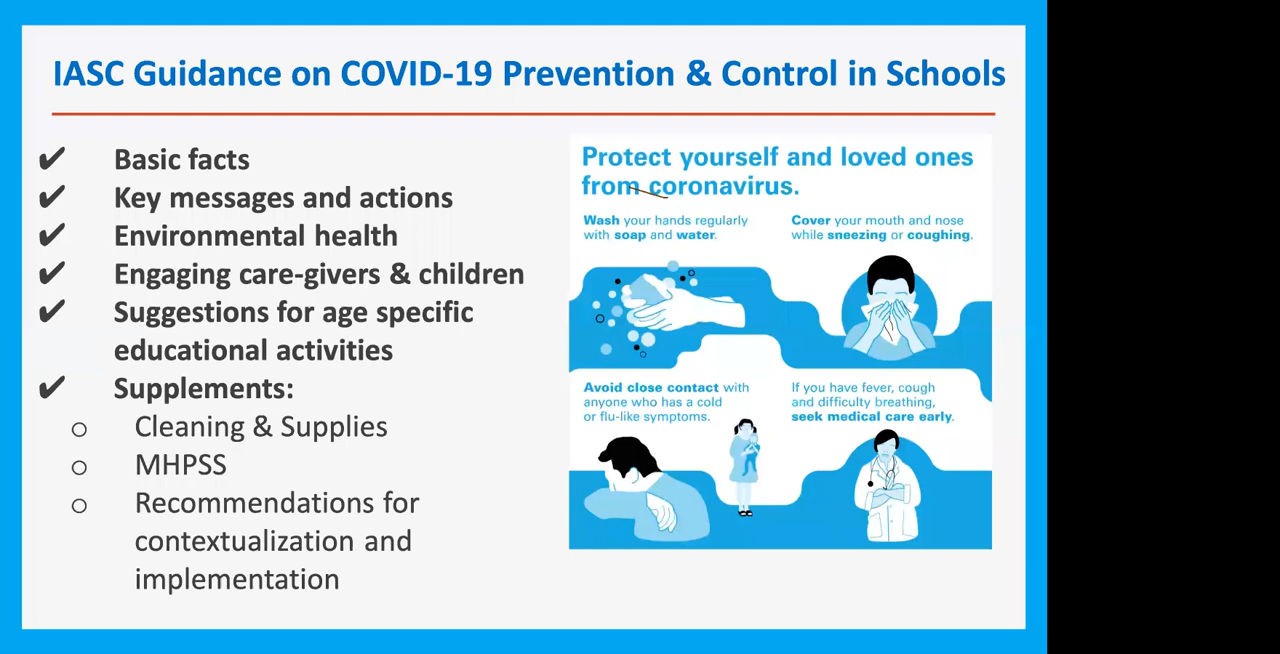 IASC Guidance on COVID-19 Prevention & Control in Schools
✔ Basic facts
✔ Key messages and actions
✔ Environmental health
✔ Engaging care-givers & children
✔ Suggestions for age specific
educational activities
✔ Supplements:
o Cleaning & Supplies
o MHPSS
o Recommendations for
contextualization and
implementation
Protect yourself and loved ones
from coronavirus.
Wash your hands regularly
with soap and water.
Cover your mouth and nose
while sneezing or coughing.
Avoid close contact with
anyone who has a cold
or flu-like symptoms.
If you have fever, cough
and difficulty breathing,
seek medical care early.